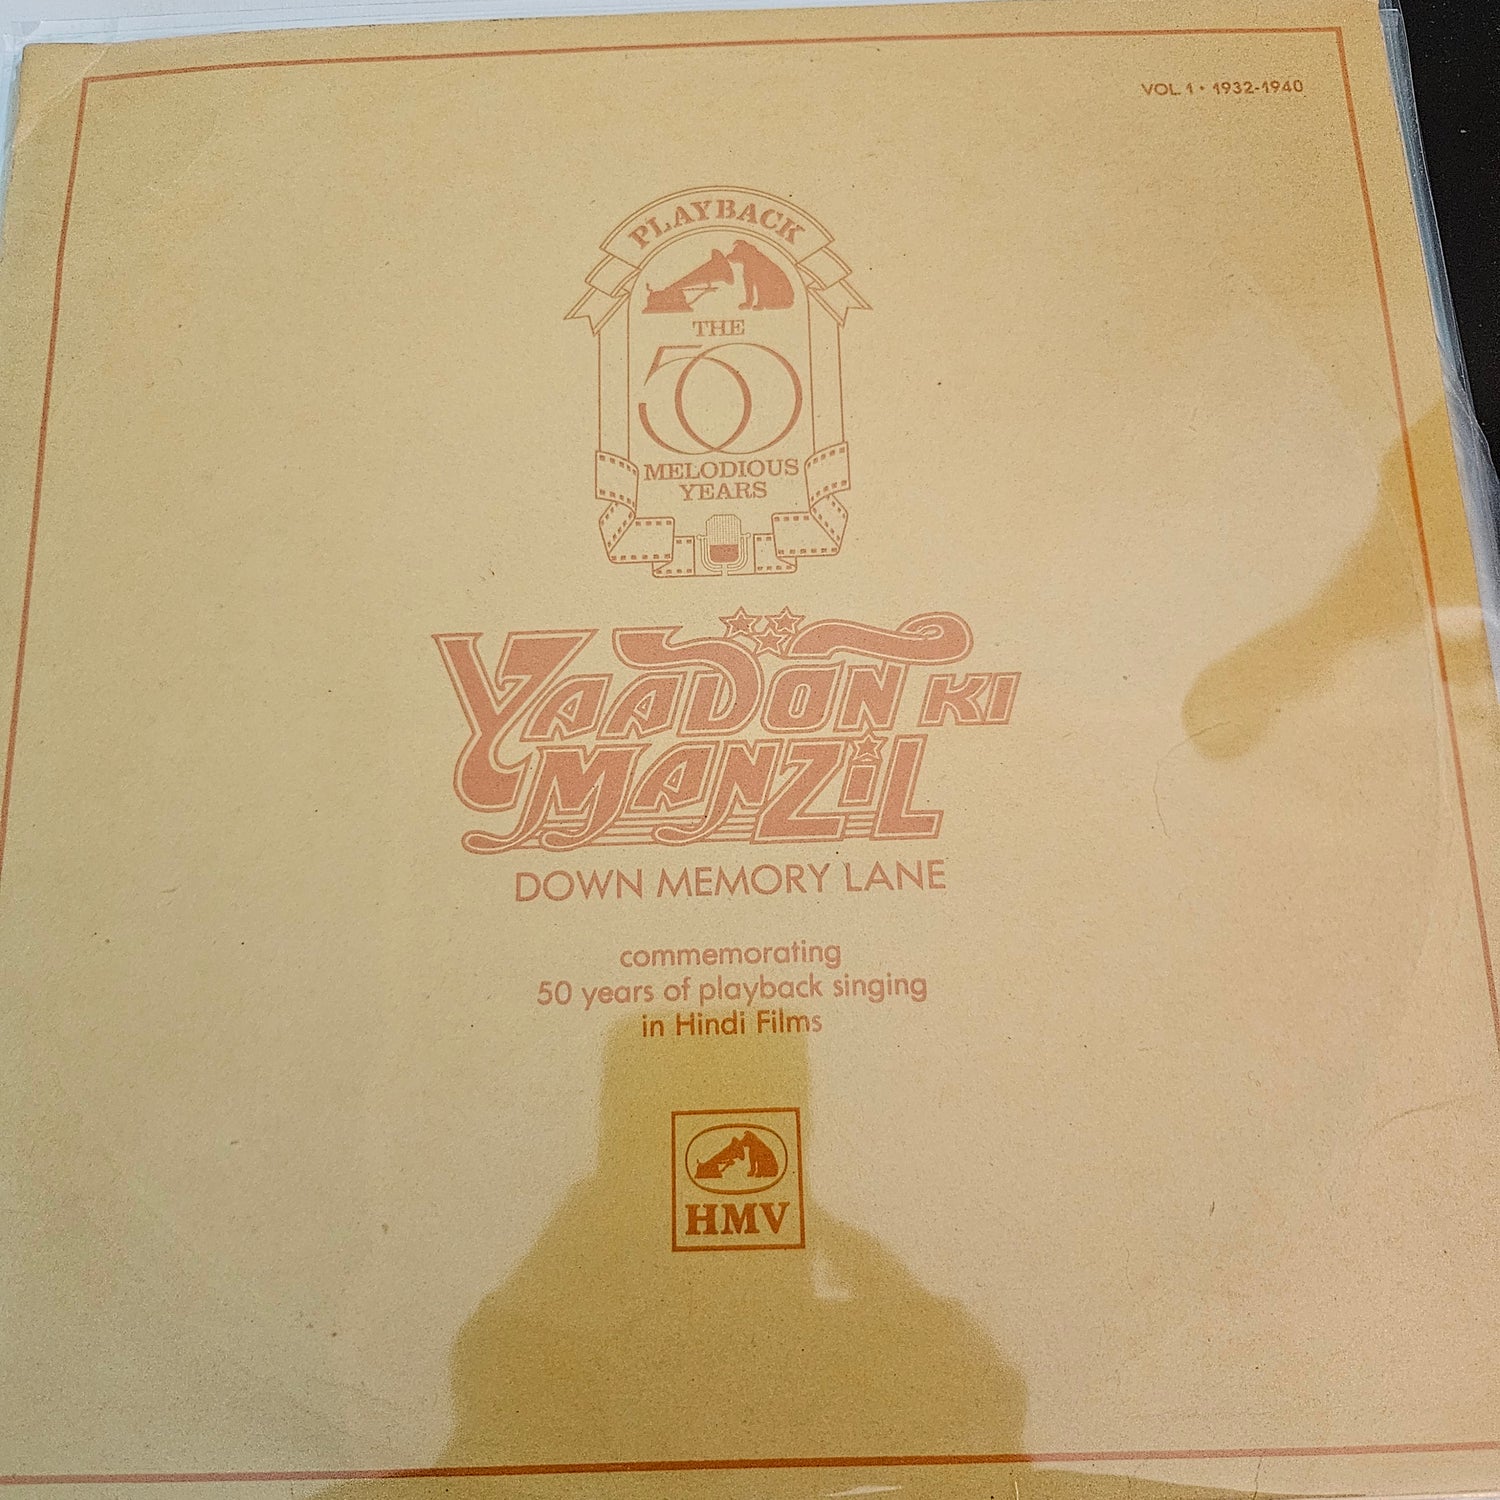 VOL. 1 • 1932-1940
PLAYBACK
THE
50
MELODIOUS
YEARS
YAADON KI
MANZIL
DOWN MEMORY LANE
commemorating
50 years of playback singing
in Hindi Films
HMV